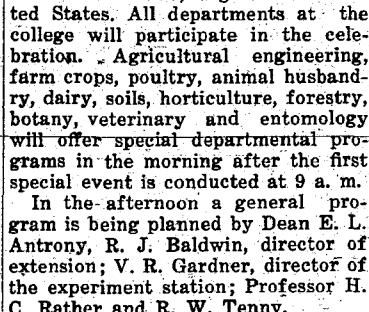 ted States. All departments at the
college will participate in the cele-
bration. Agricultural engineering,
farm crops, poultry, animal husband-
ry, dairy, soils, horticulture, forestry,
botany, veterinary and entomology
will offer special departmental pro-
grams in the morning after the first
special event is conducted at 9 a. m.
In the afternoon a general pro-
gram is being planned by Dean E. L.
Antrony, R. J. Baldwin, director of
extension; V. R. Gardner, director of
the experiment station; Professor H.
C. Rather and R. W. Tenny.